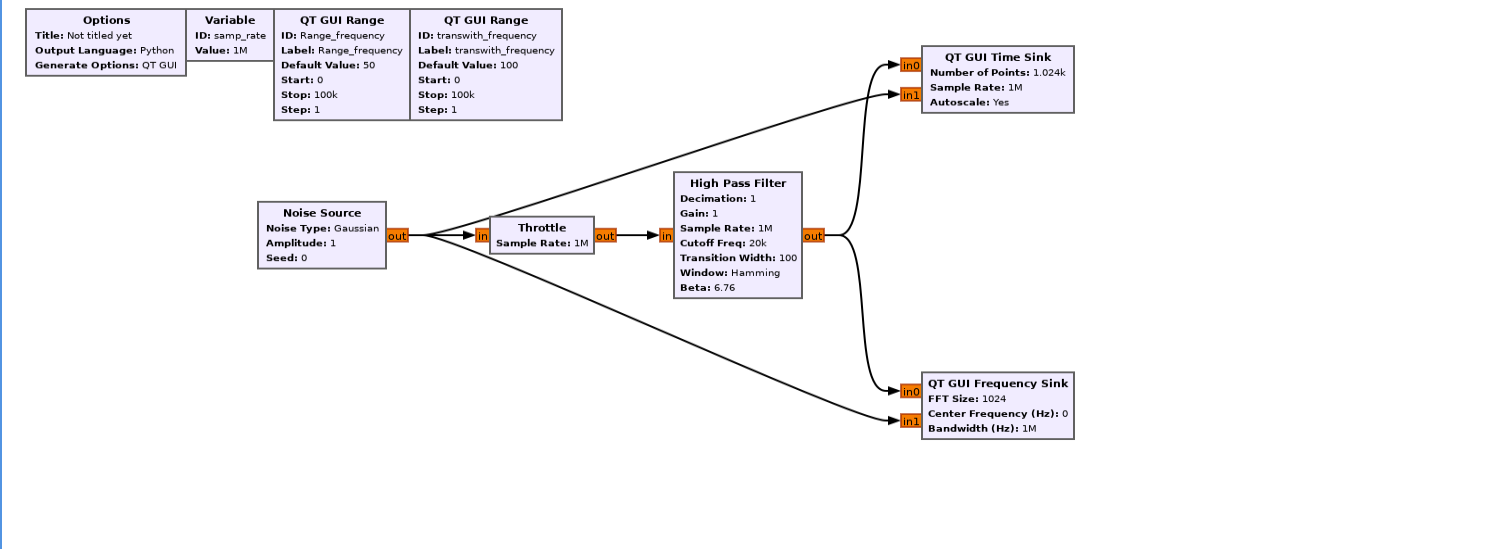 Options
Title: Not titled yet
Output Language: Python
Generate Options: QT GUI
Variable
ID: samp_rate
Value: 1M
QT GUI Range
ID: Range_frequency
Label: Range_frequency
Default Value: 50
Start: 0
Stop: 100k
Step: 1
QT GUI Range
ID: transwith_frequency
Label: transwith_frequency
Default Value: 100
Start: 0
Stop: 100k
Step: 1
Noise Source
Noise Type: Gaussian
Amplitude: 1
Seed: 0
out
in
Throttle
Sample Rate: 1M
out
in
High Pass Filter
Decimation: 1
Gain: 1
Sample Rate: 1M
Cutoff Freq: 20k
Transition Width: 100
Window: Hamming
Beta: 6.76
out
in0
in1
QT GUI Time Sink
Number of Points: 1.024k
Sample Rate: 1M
Autoscale: Yes
in0
in1
QT GUI Frequency Sink
FFT Size: 1024
Center Frequency (Hz): 0
Bandwidth (Hz): 1M